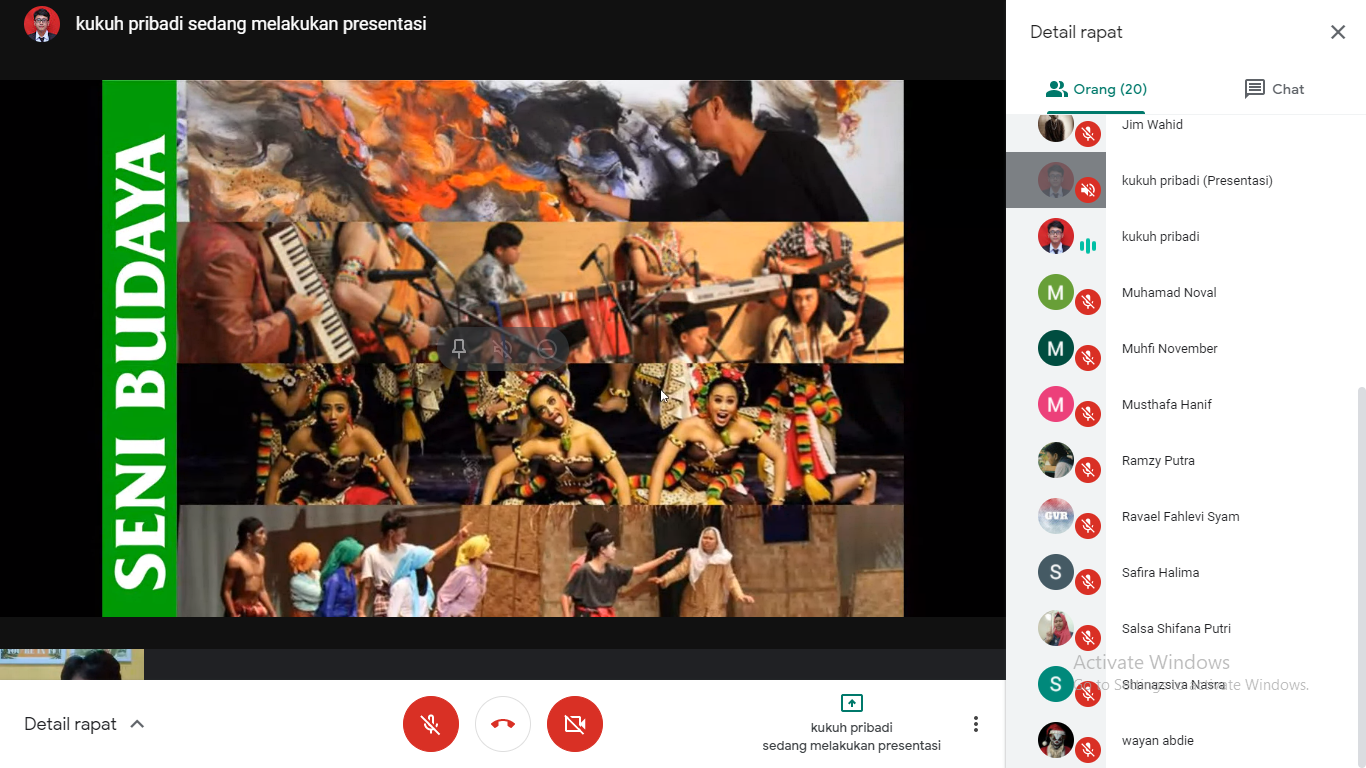 kukuh pribadi sedang melakukan presentasi
SENI BUDAYA
Detail rapat
Orang (20)
Chat
Jim Wahid
kukuh pribadi (Presentasi)
kukuh pribadi
M
Muhamad Noval
M
Muhfi November
M
Musthafa Hanif
Ramzy Putra
GVR
Ravael Fahlevi Syam
S
Safira Halima
Salsa Shifana Putri
Activate Windows
Go to Settings to activate Windows.
S
Shanazsiva Nasra
wayan abdie
Detail rapat
kukuh pribadi
sedang melakukan presentasi